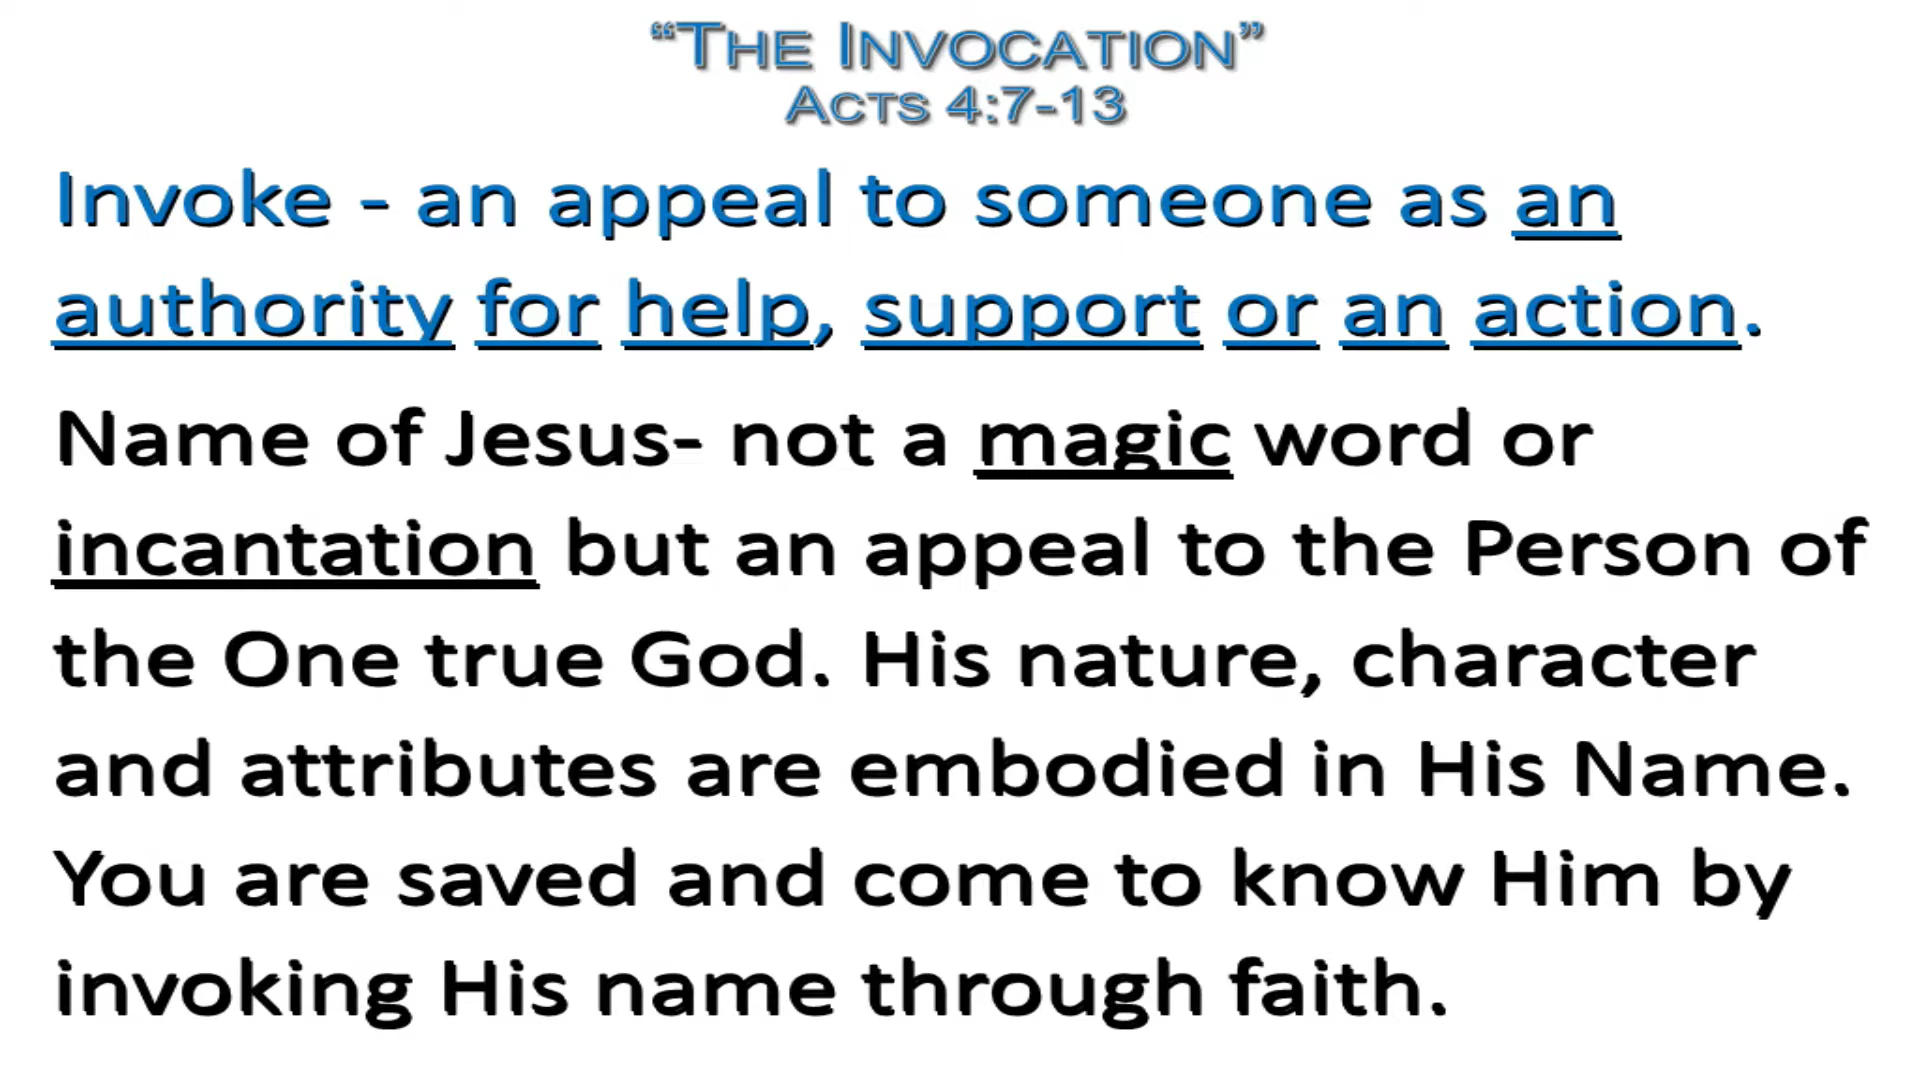 “The Invocation”
Acts 4:7-13
Invoke - an appeal to someone as an
authority for help, support or an action.
Name of Jesus- not a magic word or
incantation but an appeal to the Person of
the One true God. His nature, character
and attributes are embodied in His Name.
You are saved and come to know Him by
invoking His name through faith.